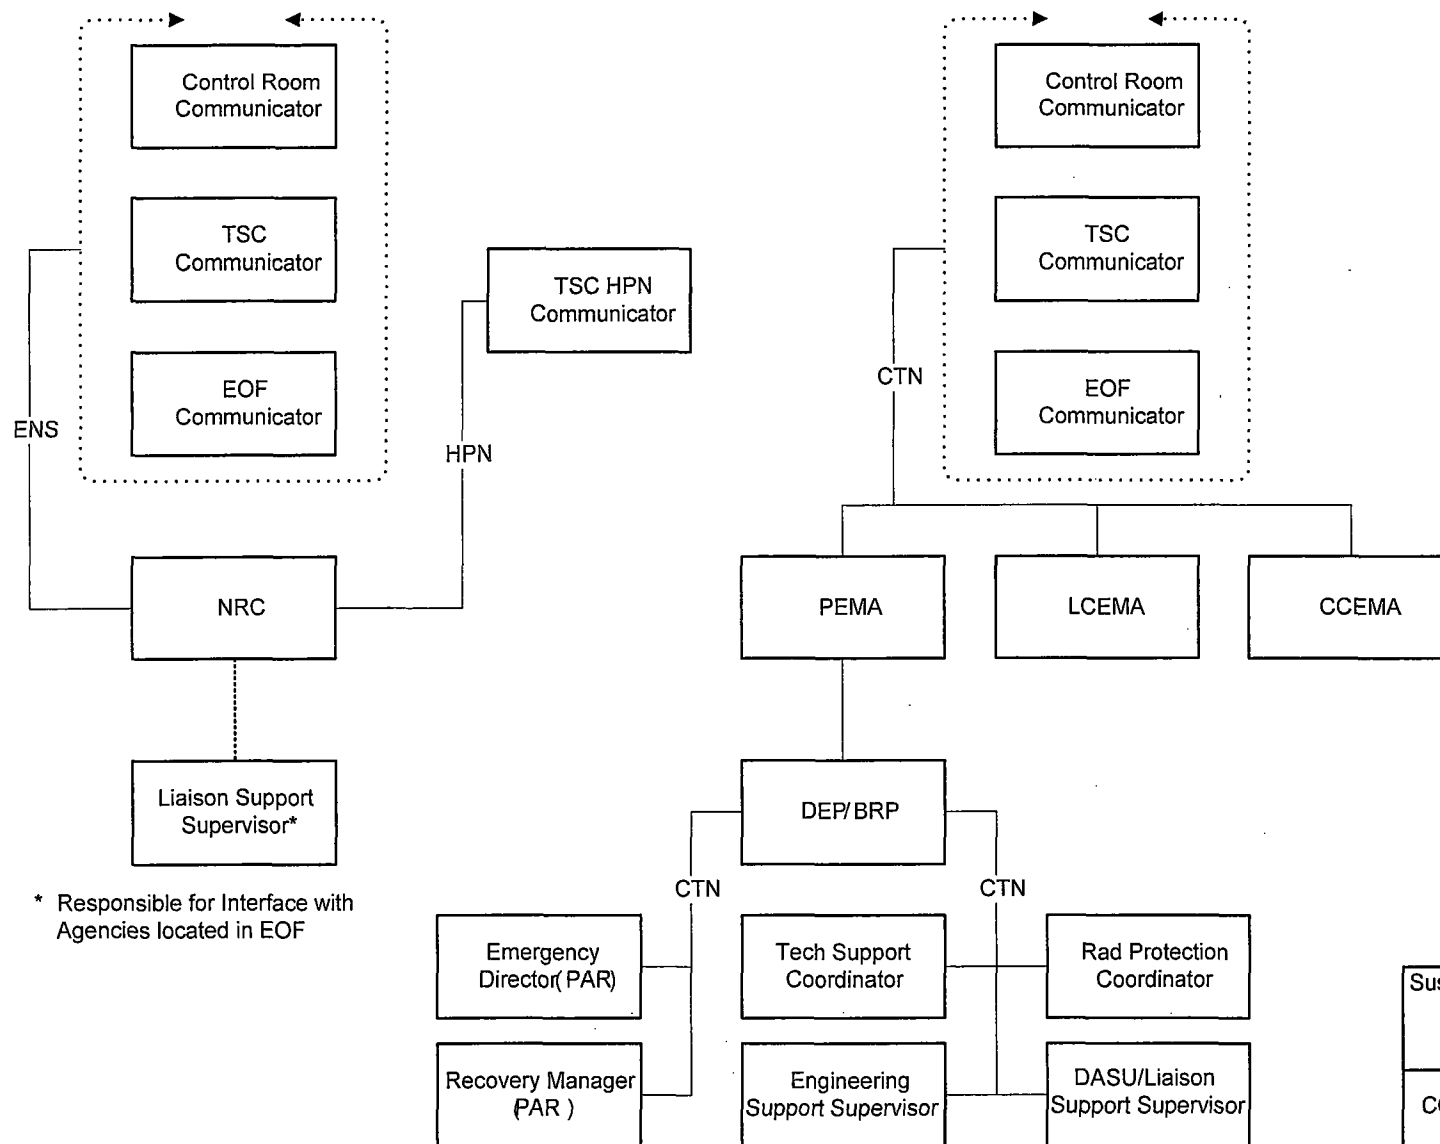 Control Room
Communicator
TSC
Communicator
EOF
Communicator
ENS
TSC HPN
Communicator
HPN
NRC
Liaison Support
Supervisor*
* Responsible for Interface with
Agencies located in EOF
Control Room
Communicator
TSC
Communicator
EOF
Communicator
CTN
PEMA
LCEMA
CCEMA
DEP/BRP
CTN
CTN
Emergency
Director(PAR)
Tech Support
Coordinator
Rad Protection
Coordinator
Recovery Manager
(PAR )
Engineering
Support Supervisor
DASU/Liaison
Support Supervisor